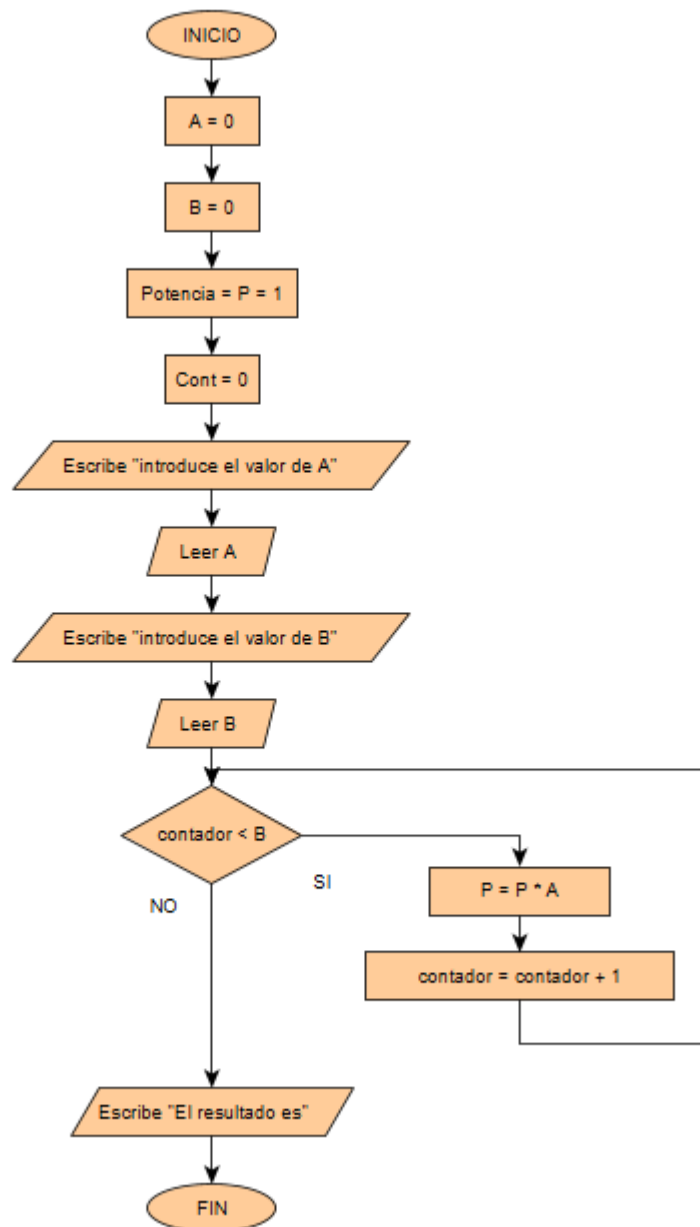 INICIO
A = 0
B = 0
Potencia = P = 1
Cont = 0
Escribe "introduce el valor de A"
Leer A
Escribe "introduce el valor de B"
Leer B
contador < B
SI
NO
P = P * A
contador = contador + 1
Escribe "El resultado es"
FIN